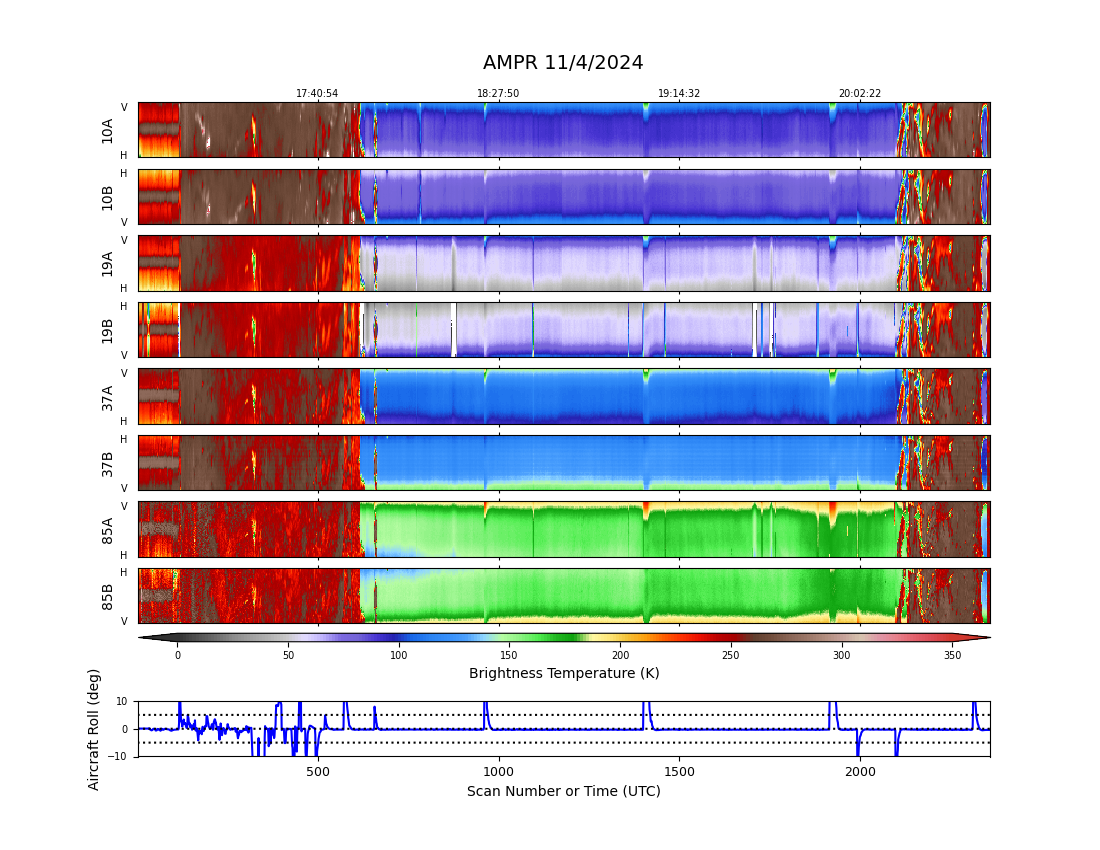 AMPR 11/4/2024
17:40:54 18:27:50 19:14:32 20:02:22
V
10A
H
H
10B
V
V
19A
H
H
19B
V
V
37A
H
H
37B
V
V
85A
H
H
85B
V
0 50 100 150 200 250 300 350
Brightness Temperature (K)
Aircraft Roll (deg)
10
0
−10
500 1000 1500 2000
Scan Number or Time (UTC)